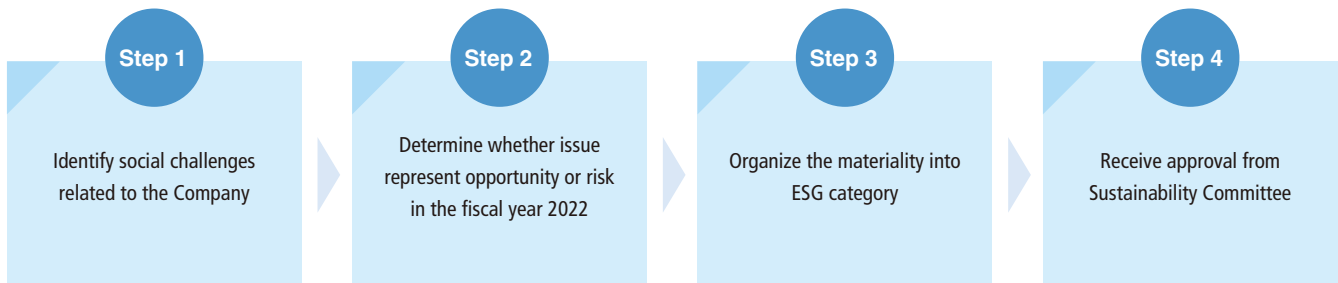 Step 1
Identify social challenges
related to the Company
Step 2
Determine whether issue
represent opportunity or risk
in the fiscal year 2022
Step 3
Organize the materiality into
ESG category
Step 4
Receive approval from
Sustainability Committee